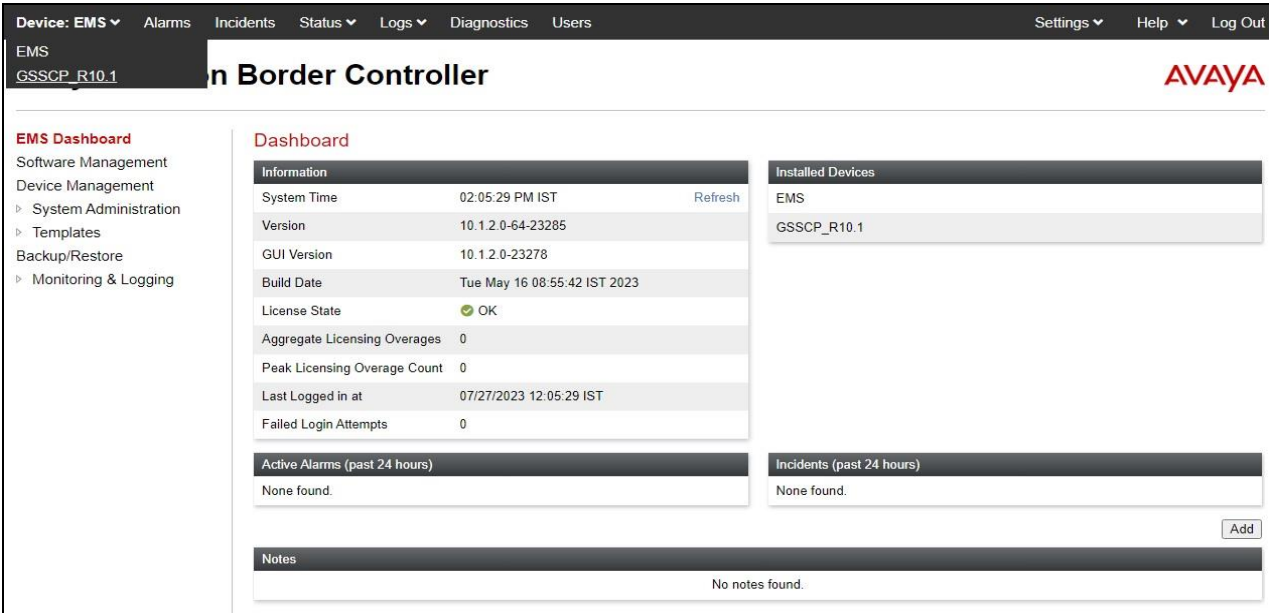 Device: EMS Alarms Incidents Status Logs Diagnostics Users Settings Help Log Out
EMS
GSSCP_R10.1
n Border Controller
AVAYA
EMS Dashboard
Software Management
Device Management
System Administration
Templates
Backup/Restore
Monitoring & Logging
Dashboard
Information
System Time 02:05:29 PM IST Refresh
Version 10.1.2.0-64-23285
GUI Version 10.1.2.0-23278
Build Date Tue May 16 08:55:42 IST 2023
License State OK
Aggregate Licensing Overages 0
Peak Licensing Overage Count 0
Last Logged in at 07/27/2023 12:05:29 IST
Failed Login Attempts 0
Installed Devices
EMS
GSSCP_R10.1
Active Alarms (past 24 hours)
None found.
Incidents (past 24 hours)
None found.
Add
Notes
No notes found.